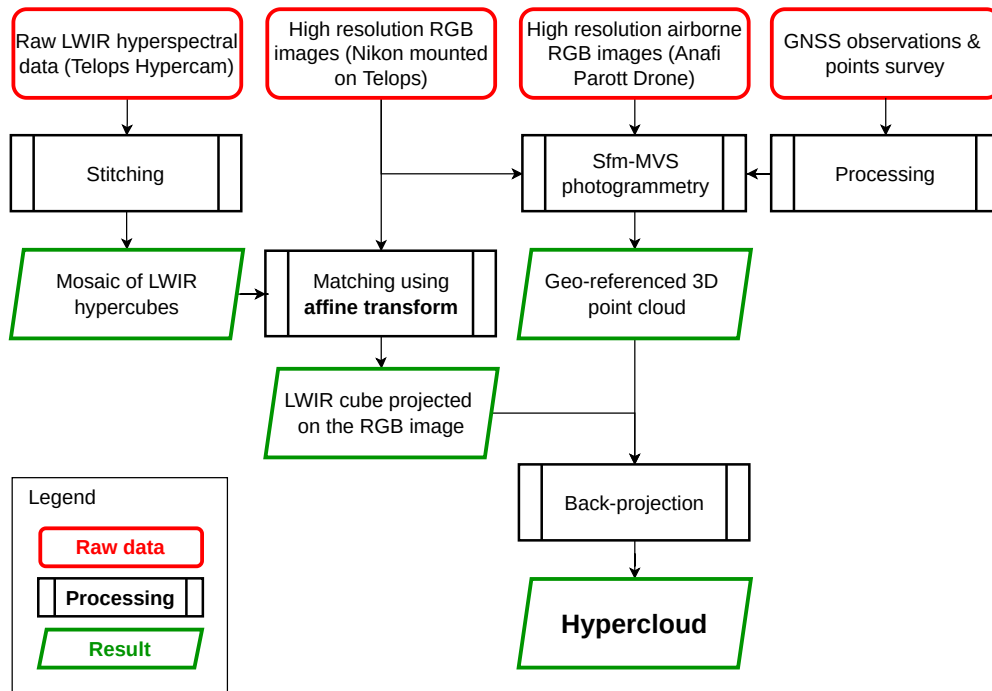 Raw LWIR hyperspectral
data (Telops Hypercam)
High resolution RGB
images (Nikon mounted
on Telops)
High resolution airborne
RGB images (Anafi
Parott Drone)
GNSS observations &
points survey
Stitching
Sfm-MVS
photogrammetry
Processing
Mosaic of LWIR
hypercubes
Matching using
affine transform
Geo-referenced 3D
point cloud
LWIR cube projected
on the RGB image
Back-projection
Hypercloud
Legend
Raw data
Processing
Result